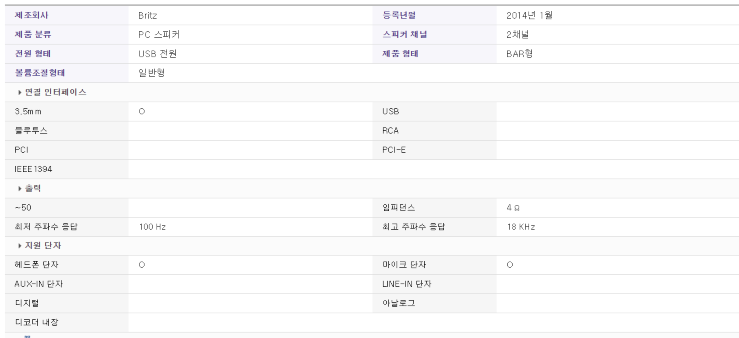 제조회사 Britz 등록년월 2014년 1월
제품 분류 PC 스피커 스피커 채널 2채널
전원 형태 USB 전원 제품 형태 BAR형
볼륨조절형태 일반형
연결 인터페이스
3.5mm O USB
블루투스 RCA
PCI PCI-E
IEEE1394
출력
~50 임피던스 4 Ω
최저 주파수 응답 100 Hz 최고 주파수 응답 18 KHz
지원 단자
헤드폰 단자 O 마이크 단자 O
AUX-IN 단자 LINE-IN 단자
디지털 아날로그
디코더 내장